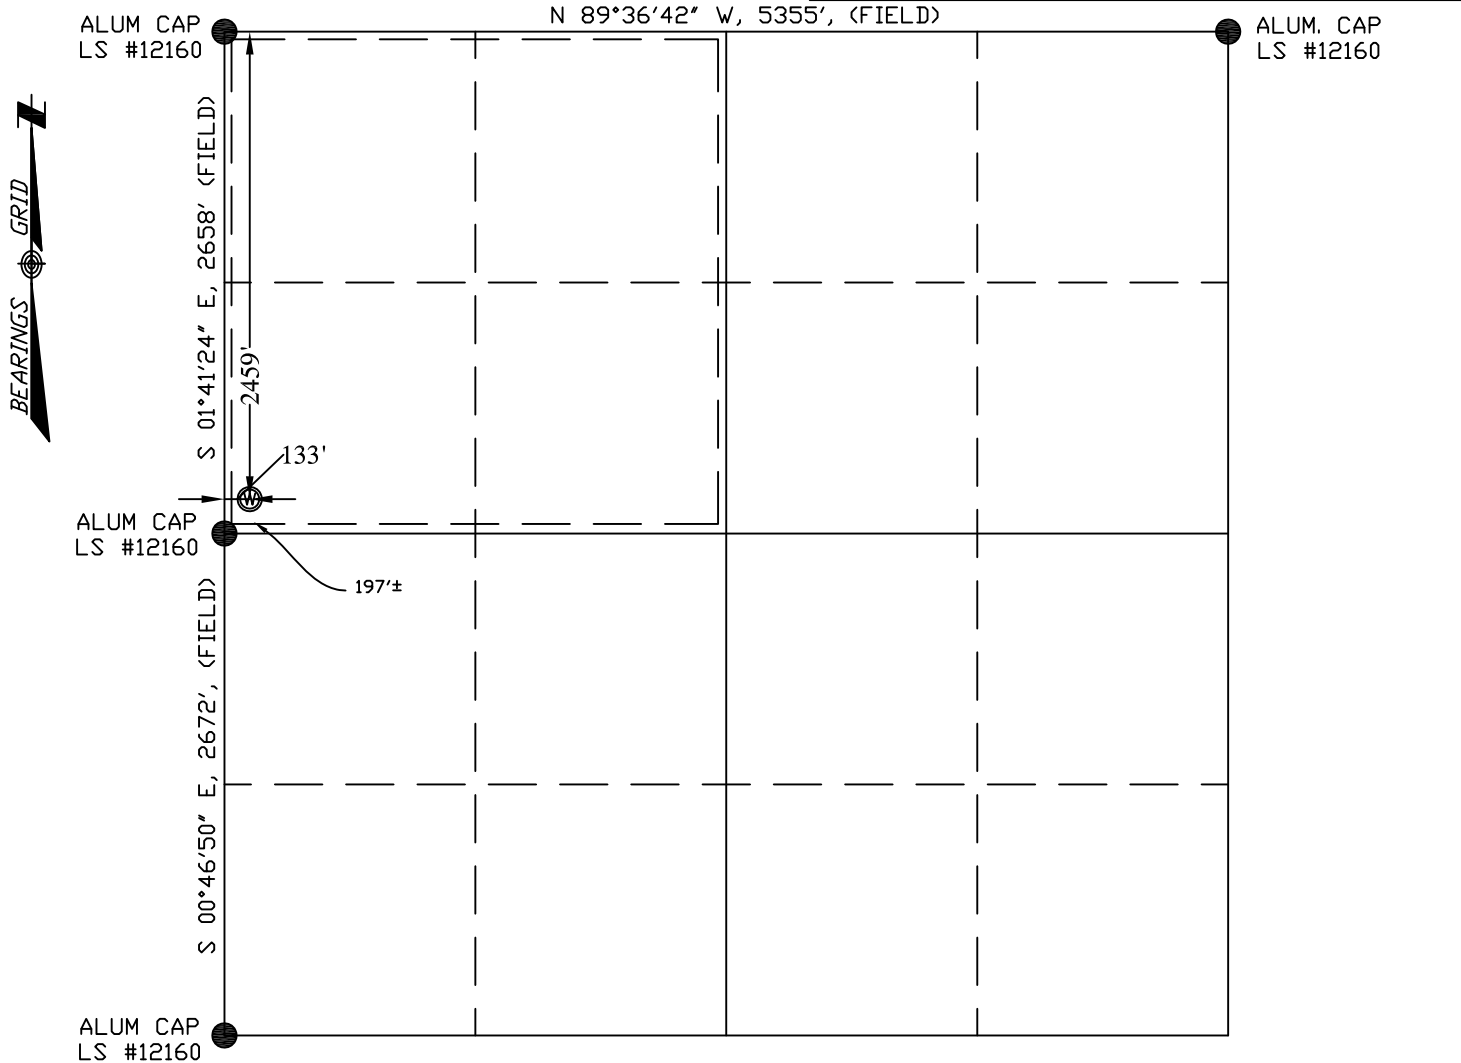 N 89°36'42" W, 5355', (FIELD)
ALUM CAP
LS #12160
ALUM. CAP
LS #12160
N
BEARINGS GRID
S 01°41'24" E, 2658' (FIELD)
2459'
133'
W
ALUM CAP
LS #12160
197'±
S 00°46'50" E, 2672', (FIELD)
ALUM CAP
LS #12160